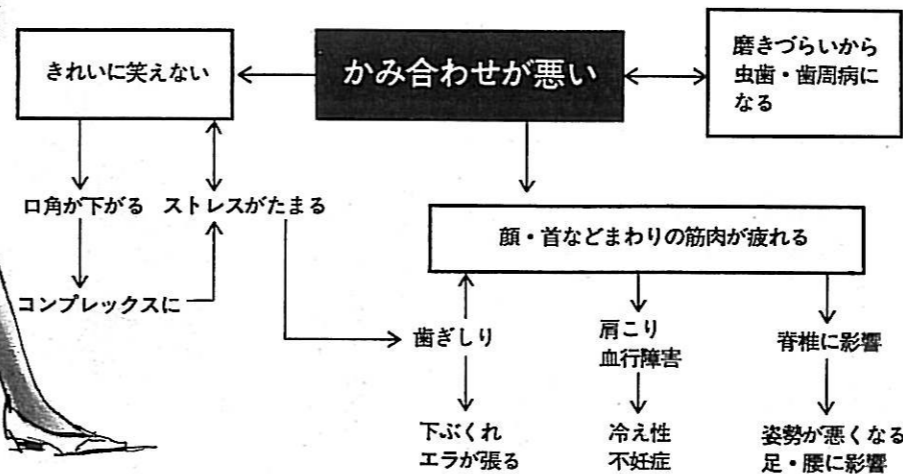 かみ合わせが悪い
きれいに笑えない
磨きづらいから
虫歯・歯周病に
なる
口角が下がる
ストレスがたまる
コンプレックスに
顔・首などまわりの筋肉が疲れる
歯ぎしり
肩こり
血行障害
脊椎に影響
下ぶくれ
エラが張る
冷え性
不妊症
姿勢が悪くなる
足・腰に影響